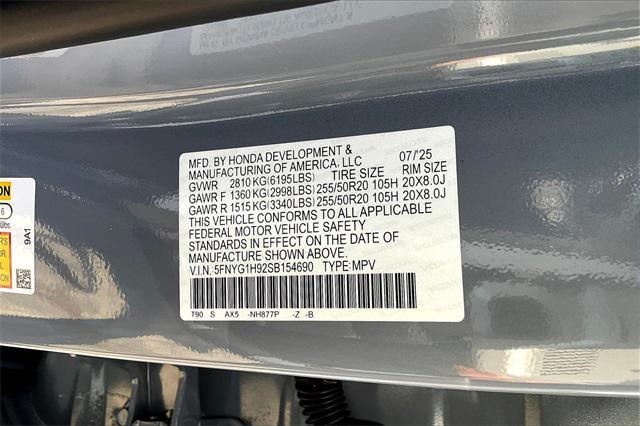 MFD. BY HONDA DEVELOPMENT & 07/'25
MANUFACTURING OF AMERICA, LLC
GVWR 2810 KG(6195LBS) TIRE SIZE RIM SIZE
GAWR F 1360 KG(2998LBS) 255/50R20 105H 20X8.0J
GAWR R 1515 KG(3340LBS) 255/50R20 105H 20X8.0J
THIS VEHICLE CONFORMS TO ALL APPLICABLE
FEDERAL MOTOR VEHICLE SAFETY
STANDARDS IN EFFECT ON THE DATE OF
MANUFACTURE SHOWN ABOVE.
V.I.N. 5FNYG1H92SB154690 TYPE:MPV
T90 S AX5 -NH877P -Z -B
9A1